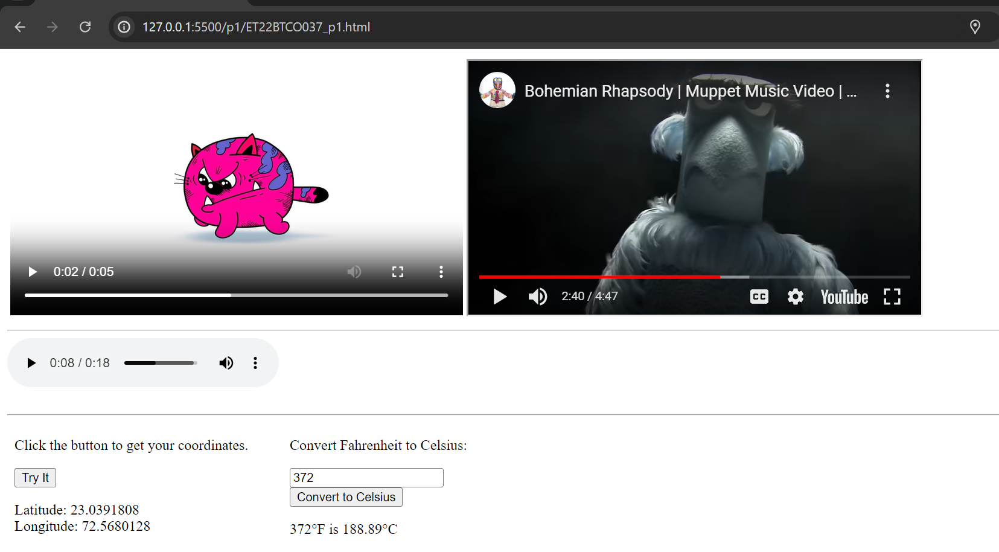 127.0.0.1:5500/p1/ET22BTCO037_p1.html
Bohemian Rhapsody | Muppet Music Video | ...
0:02 / 0:05
2:40 / 4:47
CC
YouTube
0:08 / 0:18
Click the button to get your coordinates.
Try It
Latitude: 23.0391808
Longitude: 72.5680128
Convert Fahrenheit to Celsius:
372
Convert to Celsius
372°F is 188.89°C